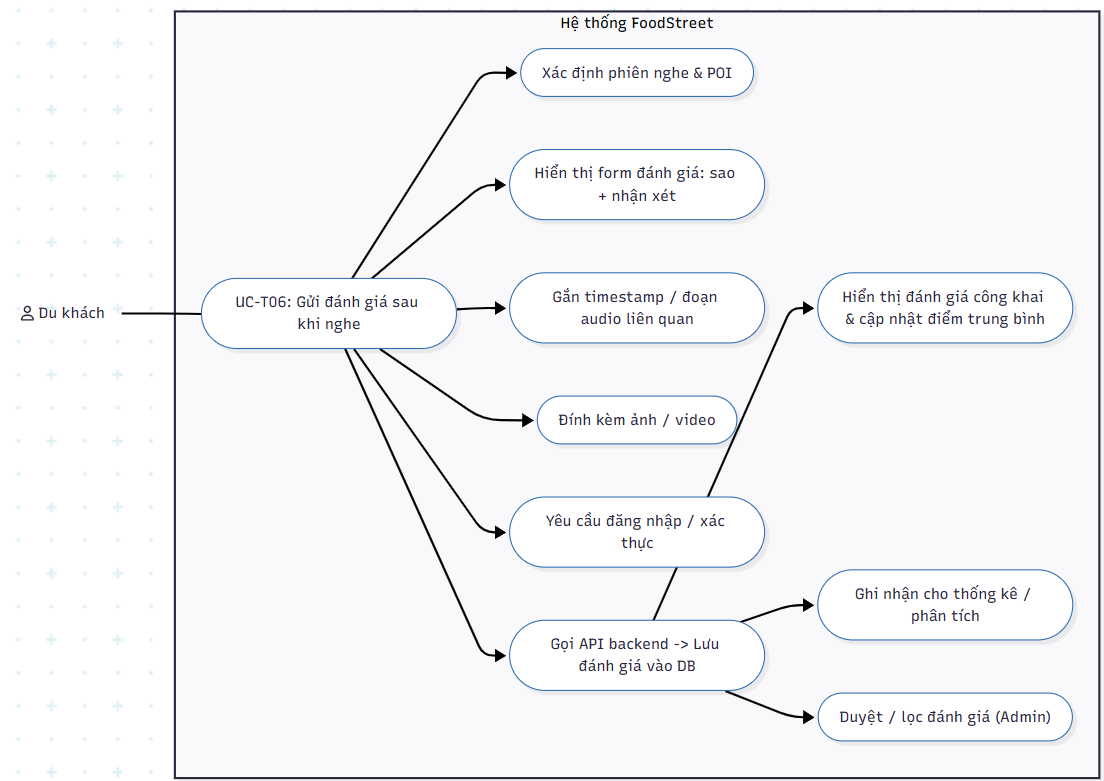 Hệ thống FoodStreet
Xác định phiên nghe & POI
Hiển thị form đánh giá: sao
+ nhận xét
UC-T06: Gửi đánh giá sau
khi nghe
Du khách
Gắn timestamp / đoạn
audio liên quan
Hiển thị đánh giá công khai
& cập nhật điểm trung bình
Đính kèm ảnh / video
Yêu cầu đăng nhập / xác
thực
Gọi API backend -> Lưu
đánh giá vào DB
Ghi nhận cho thống kê /
phân tích
Duyệt / lọc đánh giá (Admin)